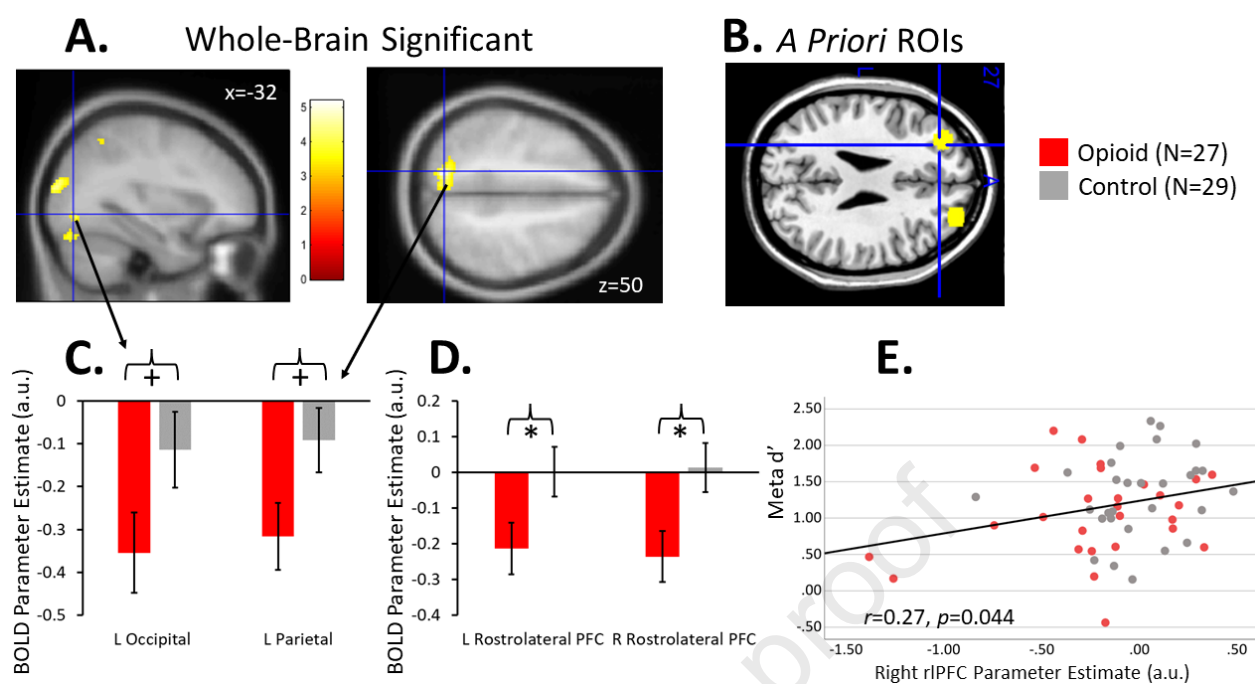 A. Whole-Brain Significant
B. A Priori ROIs
x=-32
5
4
3
2
1
0
z=50
L
27
A
Opioid (N=27)
Control (N=29)
C.
BOLD Parameter Estimate (a.u.)
0
-0.1
-0.2
-0.3
-0.4
-0.5
+
+
L Occipital
L Parietal
D.
BOLD Parameter Estimate (a.u.)
0.2
0.1
0
-0.1
-0.2
-0.3
-0.4
*
*
L Rostrolateral PFC
R Rostrolateral PFC
E.
Meta d'
2.50
2.00
1.50
1.00
.50
.00
-.50
r=0.27, p=0.044
-1.50
-1.00
-.50
.00
.50
Right rlPFC Parameter Estimate (a.u.)
proof